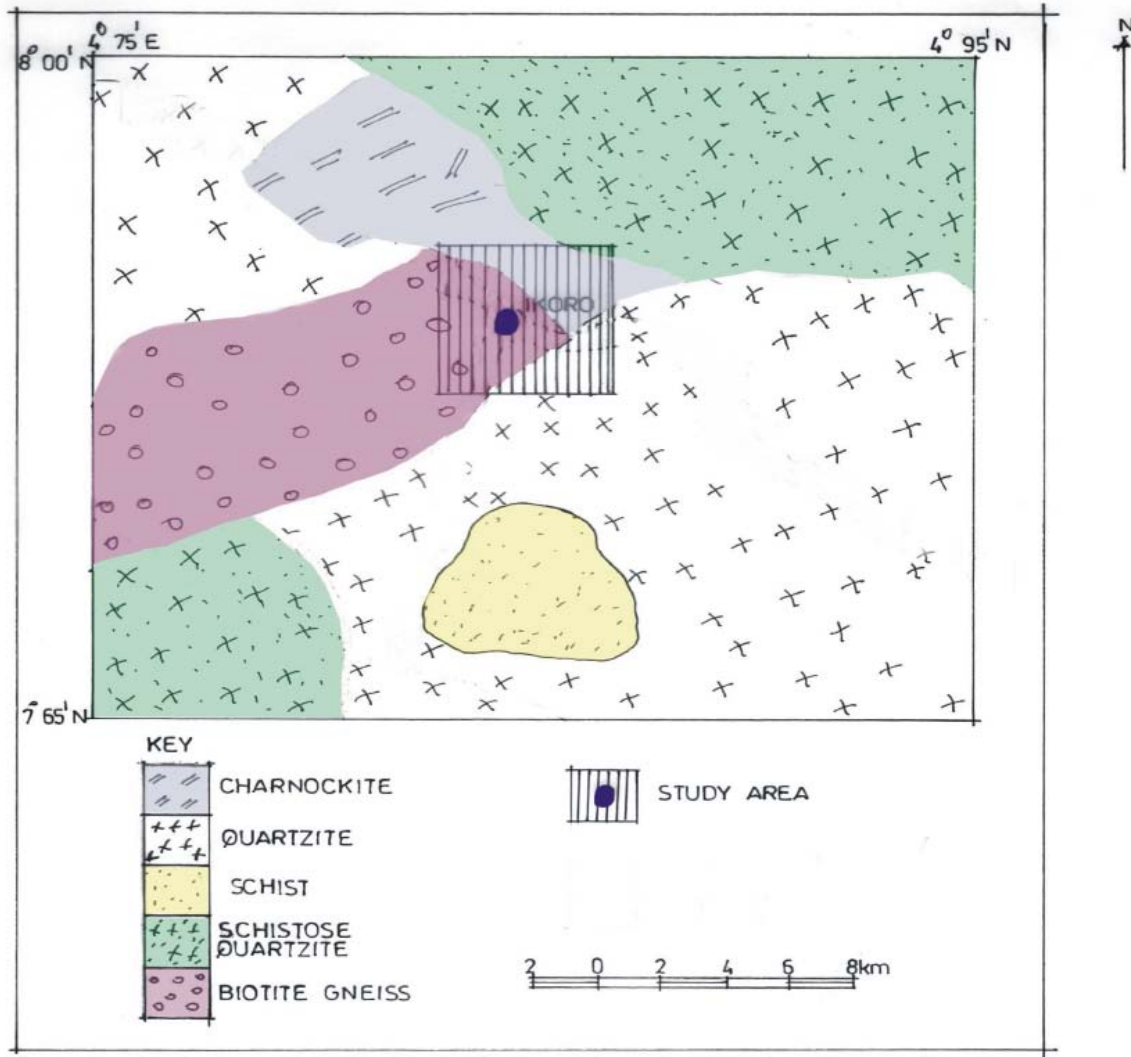 N
4° 75' E
4° 95' N
8° 00' N
IKORO
7° 65' N
KEY
CHARNOCKITE
QUARTZITE
SCHIST
SCHISTOSE
QUARTZITE
BIOTITE GNEISS
STUDY AREA
2 0 2 4 6 8km